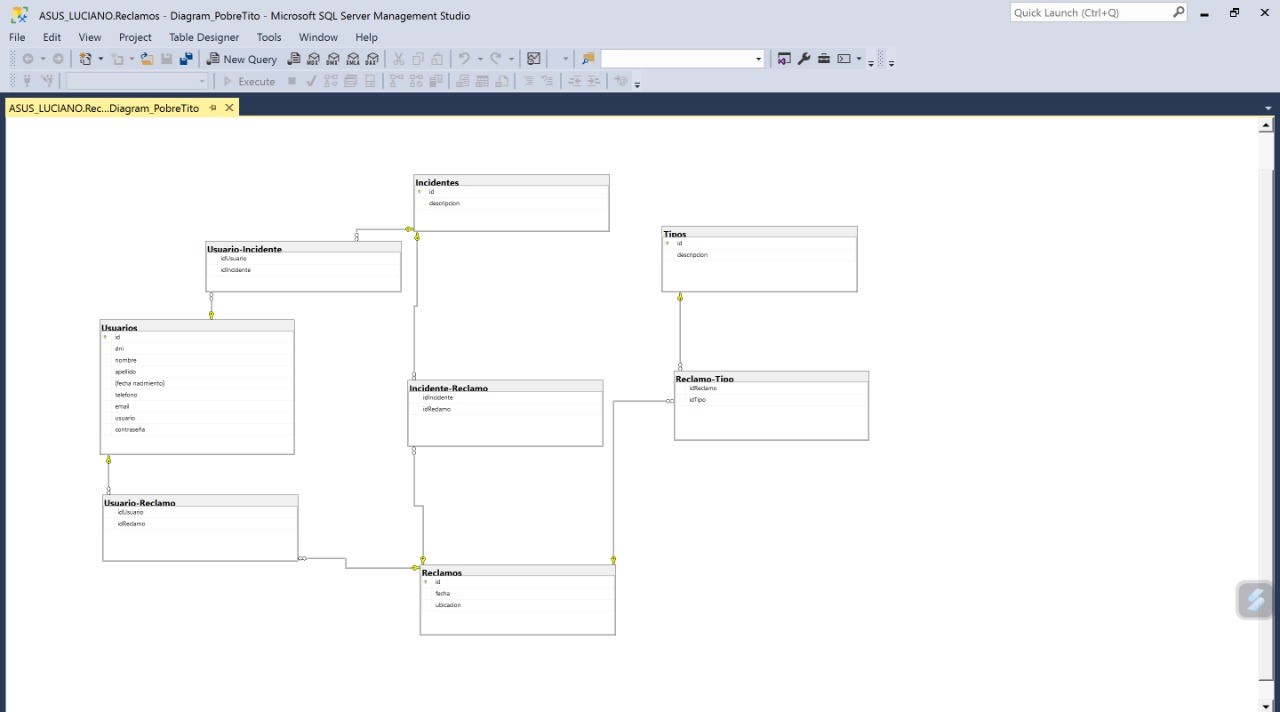 ASUS_LUCIANO.Reclamos - Diagram_PobreTito - Microsoft SQL Server Management Studio
Quick Launch (Ctrl+Q)
File Edit View Project Table Designer Tools Window Help
New Query
Execute
ASUS_LUCIANO.Rec...Diagram_PobreTito
Incidentes
id
descripcion
Tipos
id
descripcion
Usuario-Incidente
idUsuario
idIncidente
Usuarios
id
dni
nombre
apellido
[fecha nacimiento]
telefono
email
usuario
contraseña
Incidente-Reclamo
idIncidente
idReclamo
Reclamo-Tipo
idReclamo
idTipo
Usuario-Reclamo
idUsuario
idReclamo
Reclamos
id
fecha
ubicacion